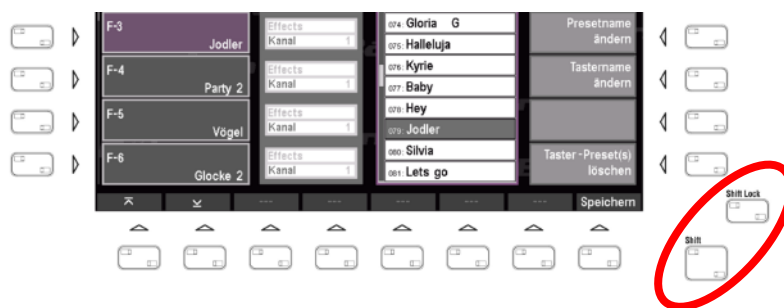 F-3
Jodler
Effects
Kanal 1
074: Gloria G
075: Halleluja
Presetname
ändern
F-4
Party 2
Effects
Kanal 1
076: Kyrie
077: Baby
Tastername
ändern
F-5
Vögel
Effects
Kanal 1
078: Hey
079: Jodler
F-6
Glocke 2
Effects
Kanal 1
080: Silvia
081: Lets go
Taster-Preset(s)
löschen
--- --- --- --- --- Speichern
Shift Lock
Shift